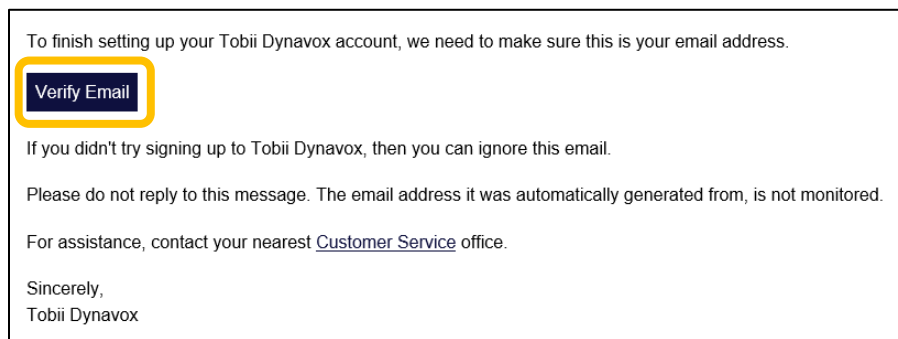 To finish setting up your Tobii Dynavox account, we need to make sure this is your email address.
Verify Email
If you didn't try signing up to Tobii Dynavox, then you can ignore this email.
Please do not reply to this message. The email address it was automatically generated from, is not monitored.
For assistance, contact your nearest Customer Service office.
Sincerely,
Tobii Dynavox